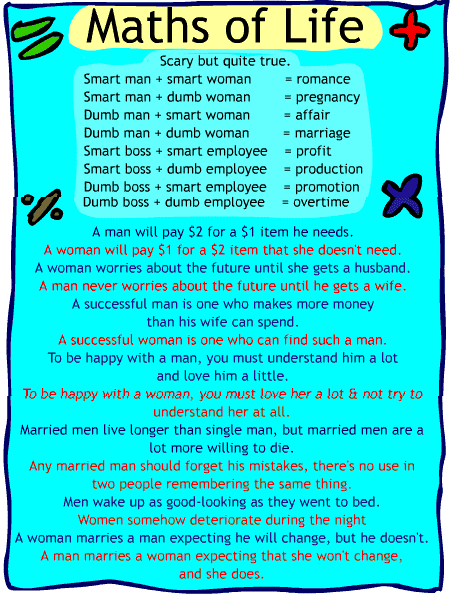 Maths of Life
Scary but quite true.
Smart man + smart woman = romance
Smart man + dumb woman = pregnancy
Dumb man + smart woman = affair
Dumb man + dumb woman = marriage
Smart boss + smart employee = profit
Smart boss + dumb employee = production
Dumb boss + smart employee = promotion
Dumb boss + dumb employee = overtime
A man will pay $2 for a $1 item he needs.
A woman will pay $1 for a $2 item that she doesn't need.
A woman worries about the future until she gets a husband.
A man never worries about the future until he gets a wife.
A successful man is one who makes more money
than his wife can spend.
A successful woman is one who can find such a man.
To be happy with a man, you must understand him a lot
and love him a little.
To be happy with a woman, you must love her a lot & not try to
understand her at all.
Married men live longer than single man, but married men are a
lot more willing to die.
Any married man should forget his mistakes, there's no use in
two people remembering the same thing.
Men wake up as good-looking as they went to bed.
Women somehow deteriorate during the night
A woman marries a man expecting he will change, but he doesn't.
A man marries a woman expecting that she won't change,
and she does.